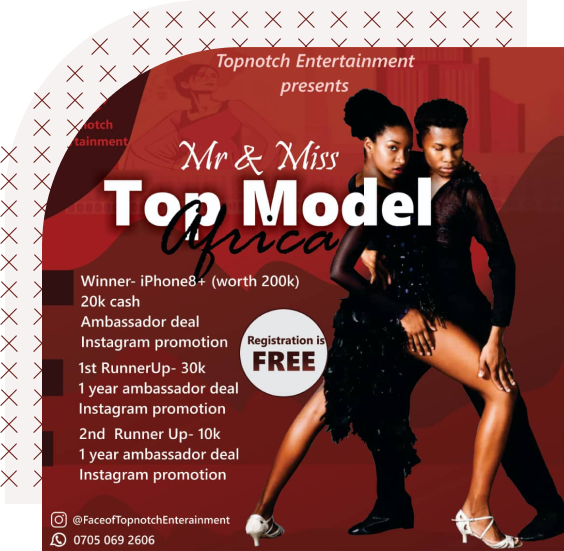 Topnotch Entertainment
presents
notch
tainment
Mr & Miss
Top Model
Africa
Winner- iPhone8+ (worth 200k)
20k cash
Ambassador deal
Instagram promotion
Registration is
FREE
1st RunnerUp- 30k
1 year ambassador deal
Instagram promotion
2nd Runner Up- 10k
1 year ambassador deal
Instagram promotion
@FaceofTopnotchEnterainment
0705 069 2606